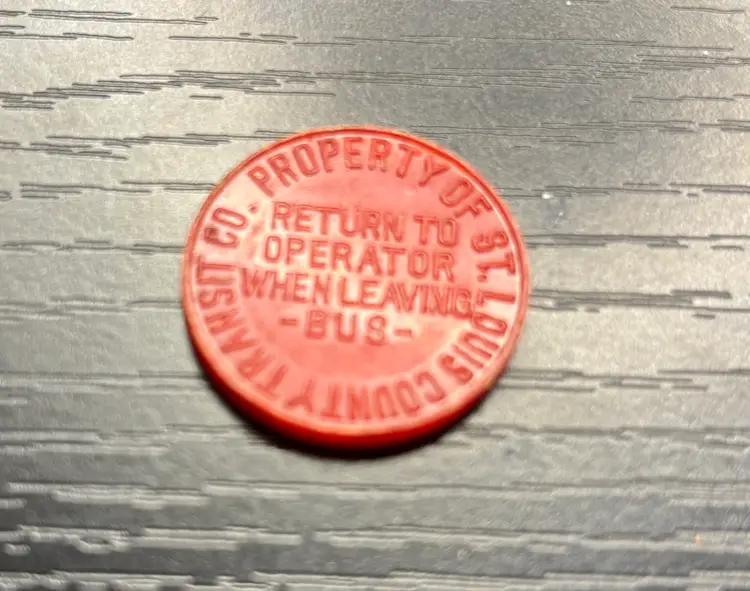 PROPERTY OF ST. LOUIS COUNTY TRANSIT CO.
RETURN TO
OPERATOR
WHEN LEAVING
-BUS-